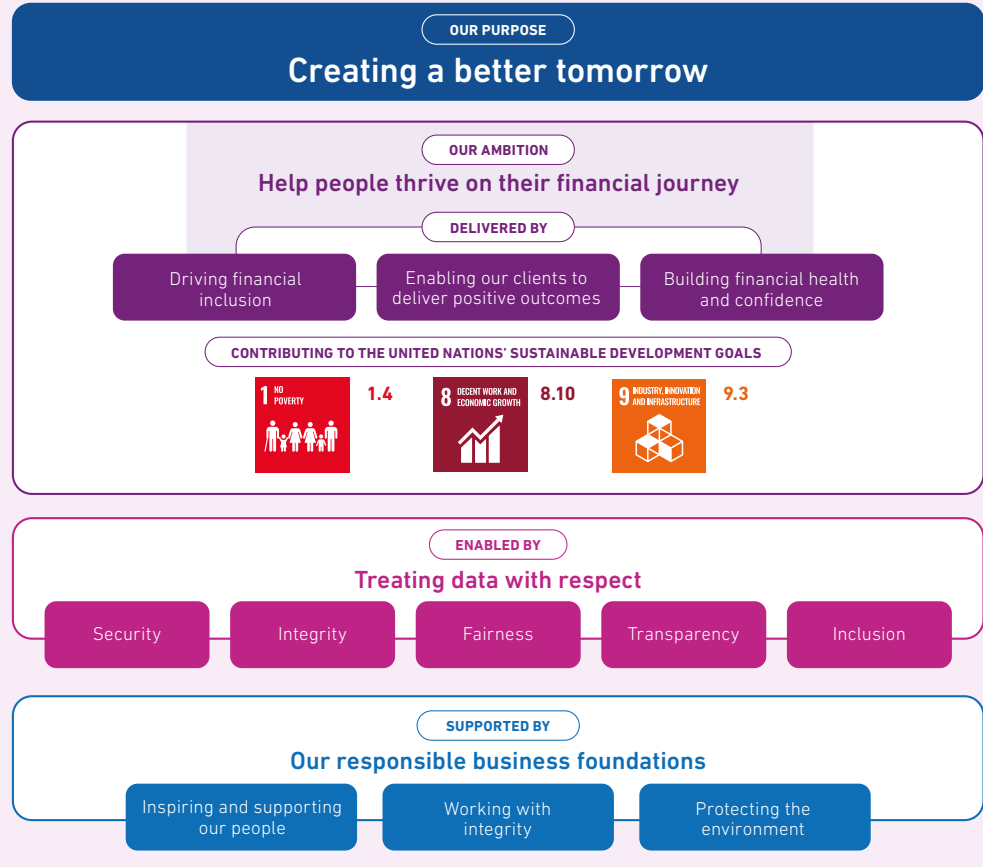 OUR PURPOSE
Creating a better tomorrow
OUR AMBITION
Help people thrive on their financial journey
DELIVERED BY
Driving financial
inclusion
Enabling our clients to
deliver positive outcomes
Building financial health
and confidence
CONTRIBUTING TO THE UNITED NATIONS’ SUSTAINABLE DEVELOPMENT GOALS
1 NO
POVERTY
1.4
8 DECENT WORK AND
ECONOMIC GROWTH
8.10
9 INDUSTRY, INNOVATION
AND INFRASTRUCTURE
9.3
ENABLED BY
Treating data with respect
Security
Integrity
Fairness
Transparency
Inclusion
SUPPORTED BY
Our responsible business foundations
Inspiring and supporting
our people
Working with
integrity
Protecting the
environment